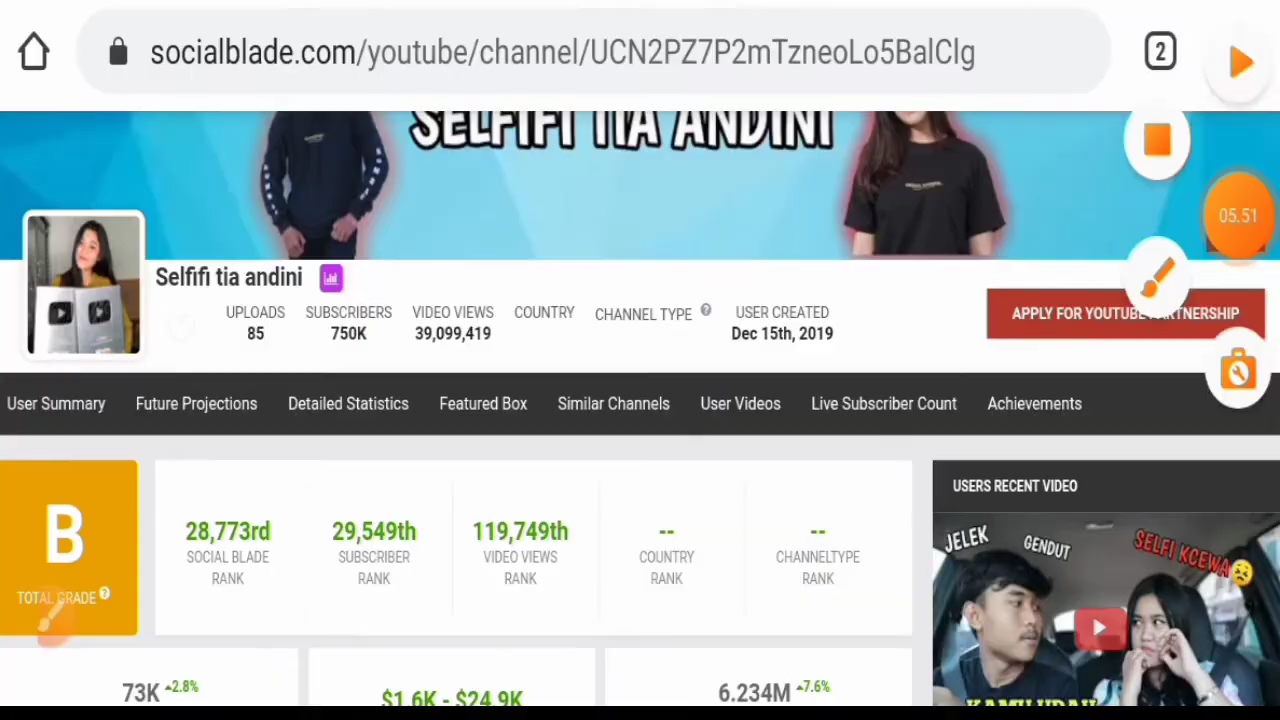 socialblade.com/youtube/channel/UCN2PZ7P2mTzneoLo5BalClg
2
SELFIFI TIA ANDINI
05.51
Selfifi tia andini
UPLOADS
85
SUBSCRIBERS
750K
VIDEO VIEWS
39,099,419
COUNTRY
CHANNEL TYPE
USER CREATED
Dec 15th, 2019
APPLY FOR YOUTUBE PARTNERSHIP
User Summary Future Projections Detailed Statistics Featured Box Similar Channels User Videos Live Subscriber Count Achievements
B
TOTAL GRADE
28,773rd
SOCIAL BLADE
RANK
29,549th
SUBSCRIBER
RANK
119,749th
VIDEO VIEWS
RANK
--
COUNTRY
RANK
--
CHANNELTYPE
RANK
USERS RECENT VIDEO
JELEK
GENDUT
SELFI KCEWA
KAMU UDAH
73K 2.8%
$1.6K - $24.9K
6.234M 7.6%